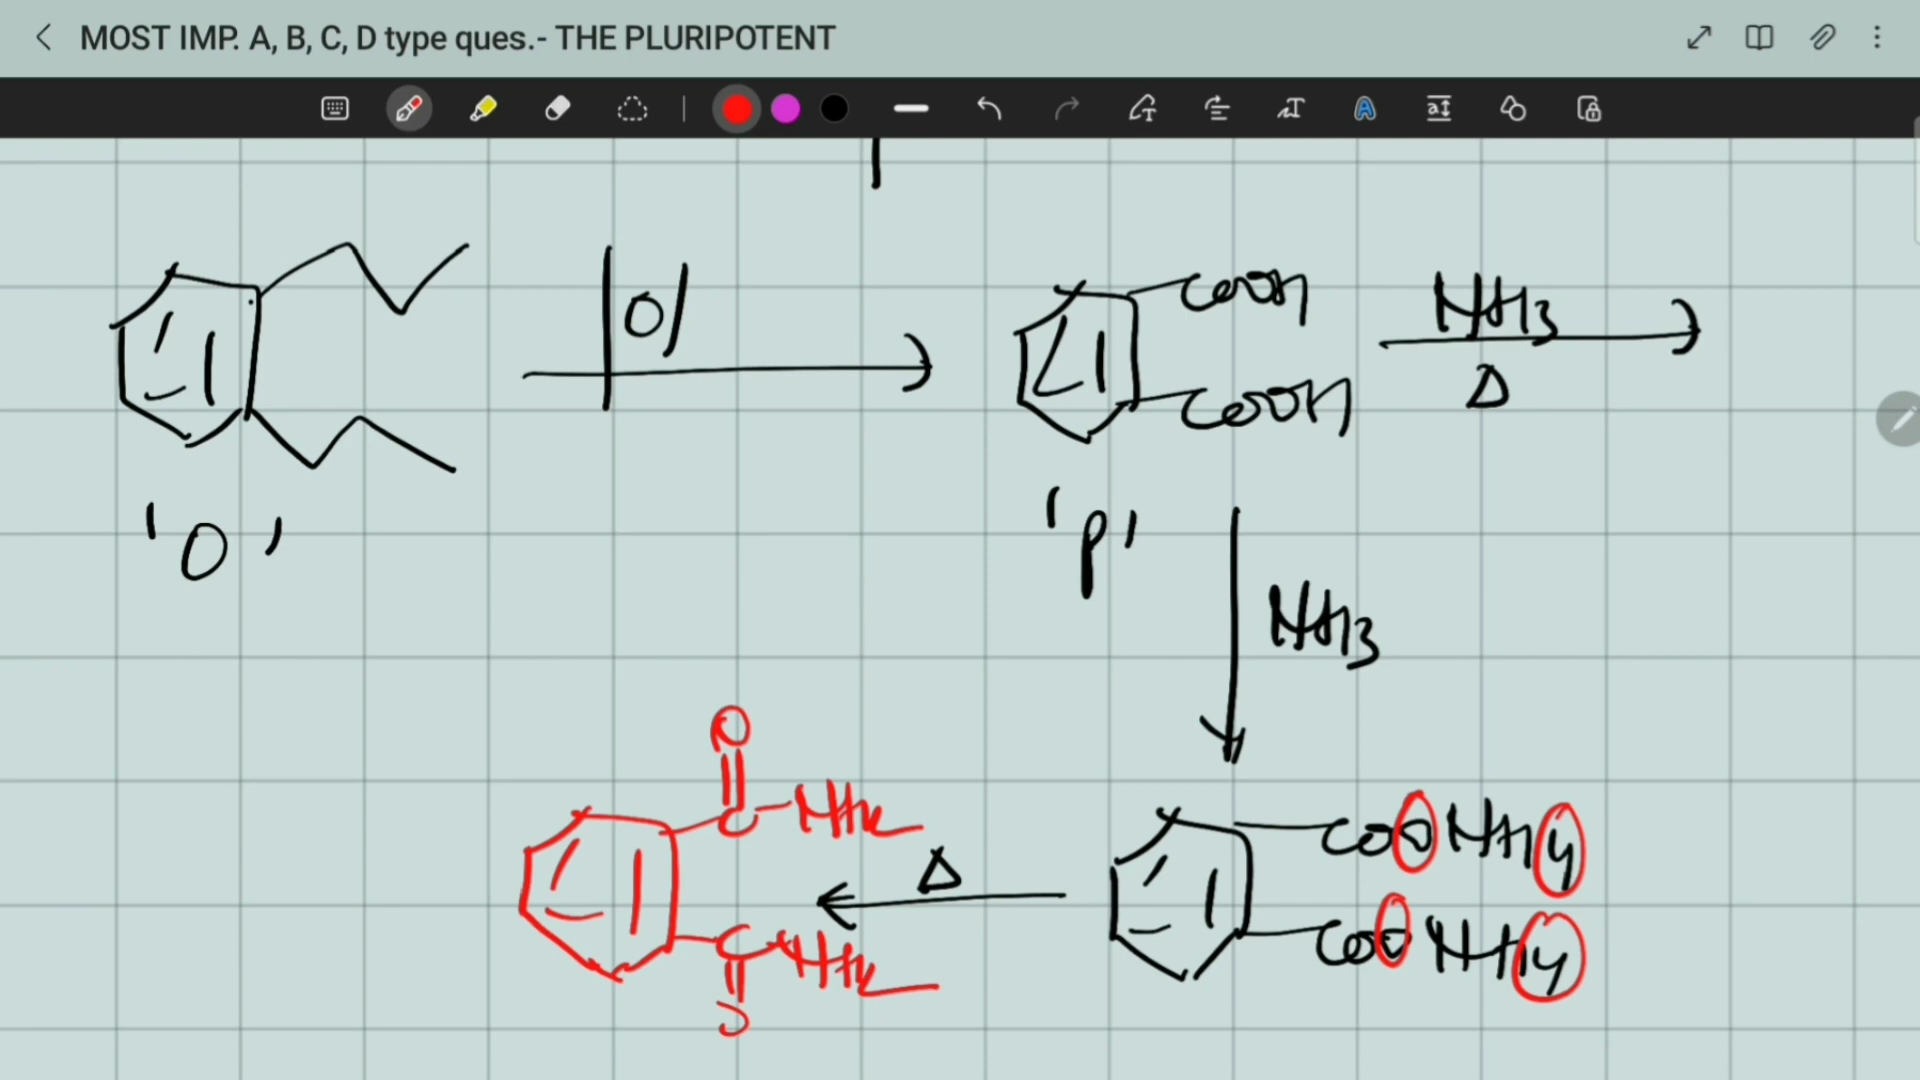 MOST IMP. A, B, C, D type ques.- THE PLURIPOTENT
|O|
COOH
COOH
NH3
Δ
'O'
'P'
NH3
O
C-NH2
C-NH2
O
Δ
COONH4
COONH4